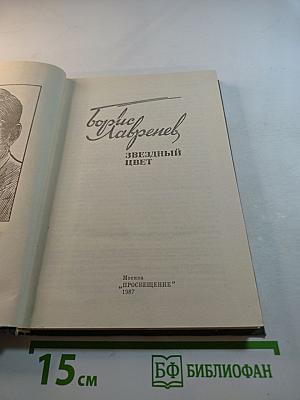 Борис
Лавренев
ЗВЕЗДНЫЙ
ЦВЕТ
Москва
„ПРОСВЕЩЕНИЕ"
1987
15 см
БФ БИБЛИОФАН